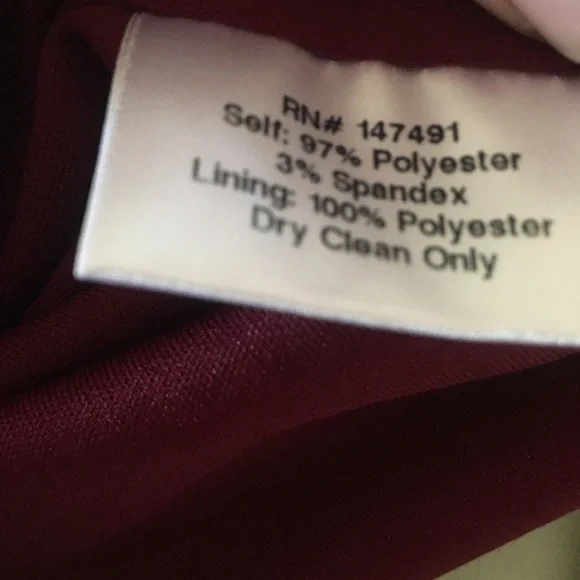 RN# 147491
Self: 97% Polyester
3% Spandex
Lining: 100% Polyester
Dry Clean Only